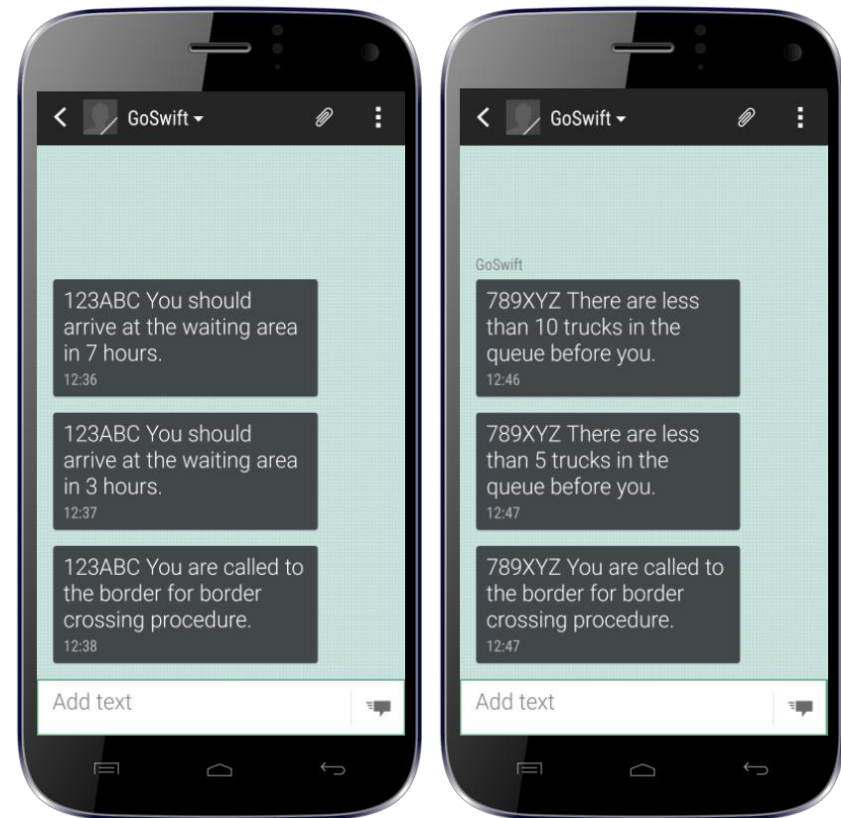 GoSwift
123ABC You should
arrive at the waiting area
in 7 hours.
12:36
123ABC You should
arrive at the waiting area
in 3 hours.
12:37
123ABC You are called to
the border for border
crossing procedure.
12:38
Add text
GoSwift
GoSwift
789XYZ There are less
than 10 trucks in the
queue before you.
12:46
789XYZ There are less
than 5 trucks in the
queue before you.
12:47
789XYZ You are called to
the border for border
crossing procedure.
12:47
Add text